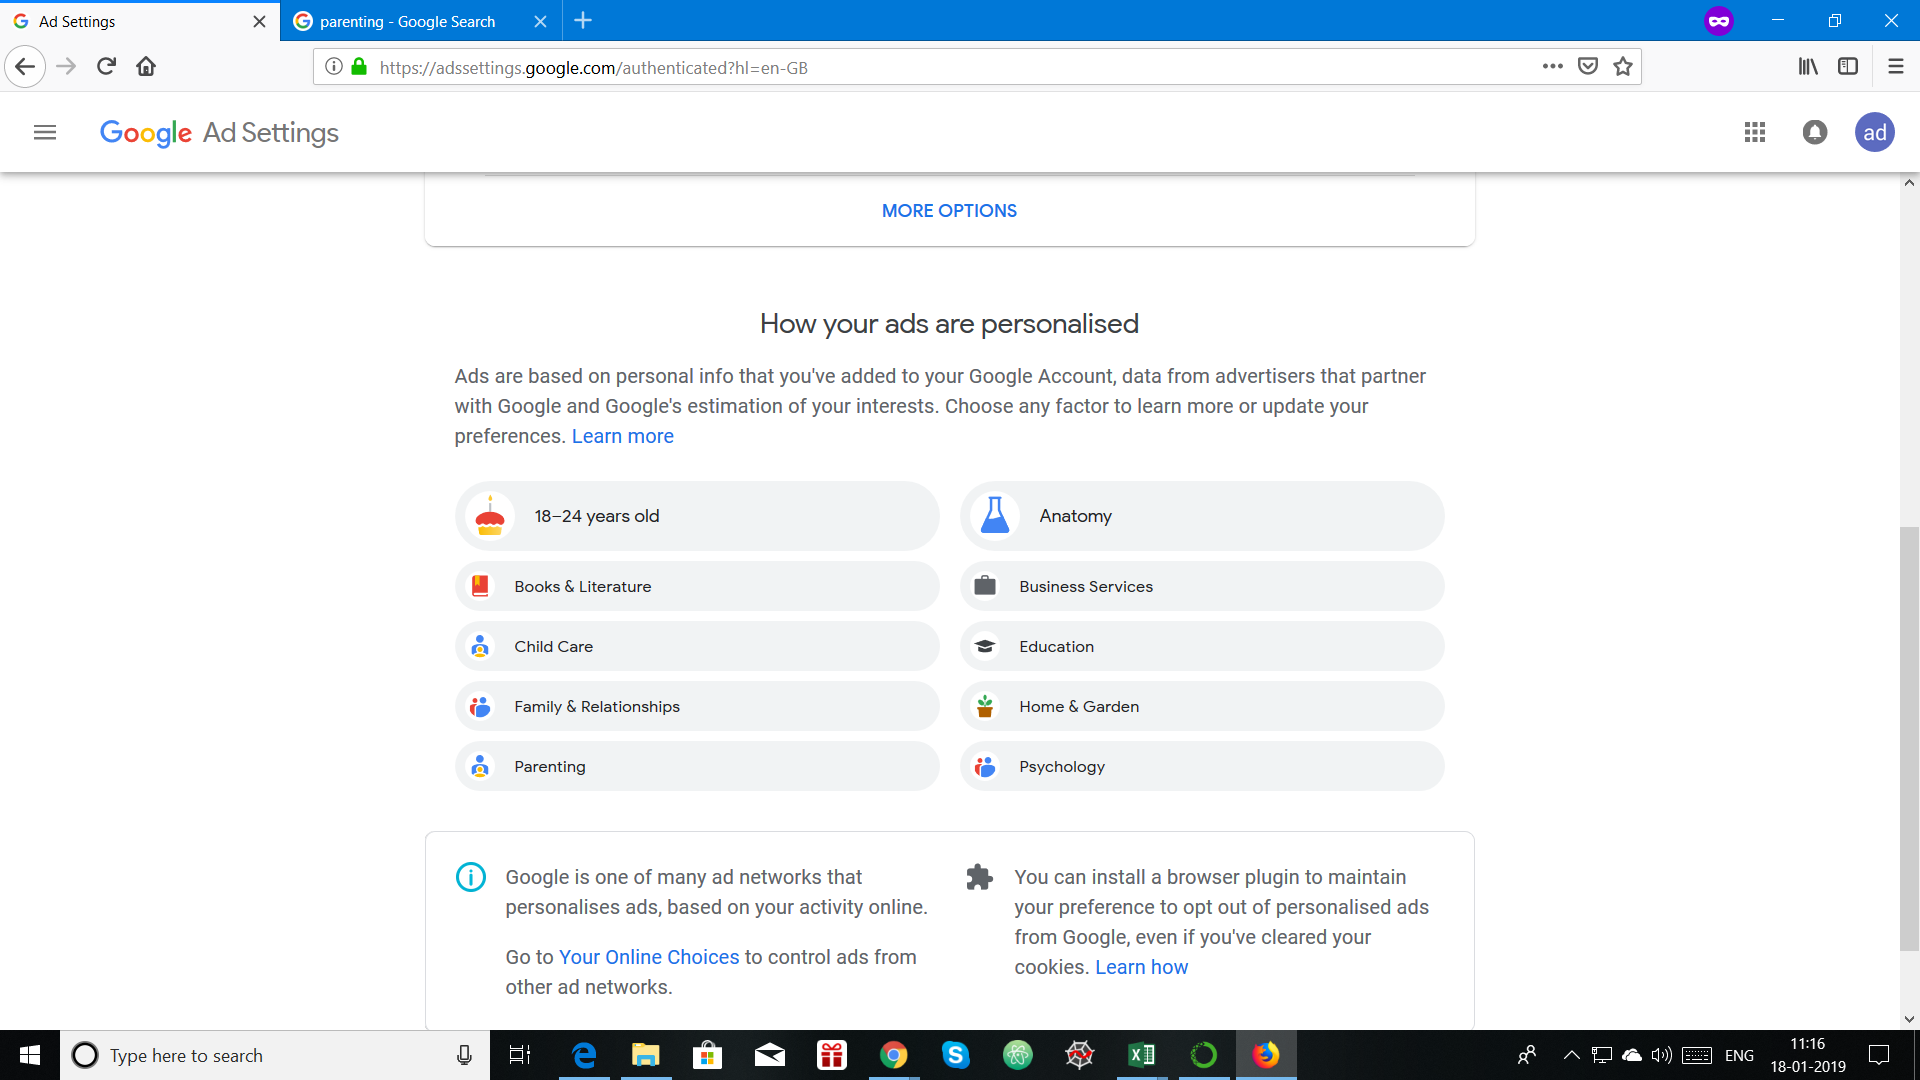 Ad Settings
parenting - Google Search
https://adssettings.google.com/authenticated?hl=en-GB
Google Ad Settings
ad
MORE OPTIONS
How your ads are personalised
Ads are based on personal info that you've added to your Google Account, data from advertisers that partner
with Google and Google's estimation of your interests. Choose any factor to learn more or update your
preferences. Learn more
18–24 years old
Anatomy
Books & Literature
Business Services
Child Care
Education
Family & Relationships
Home & Garden
Parenting
Psychology
Google is one of many ad networks that
personalises ads, based on your activity online.
Go to Your Online Choices to control ads from
other ad networks.
You can install a browser plugin to maintain
your preference to opt out of personalised ads
from Google, even if you've cleared your
cookies. Learn how
Type here to search
ENG
11:16
18-01-2019